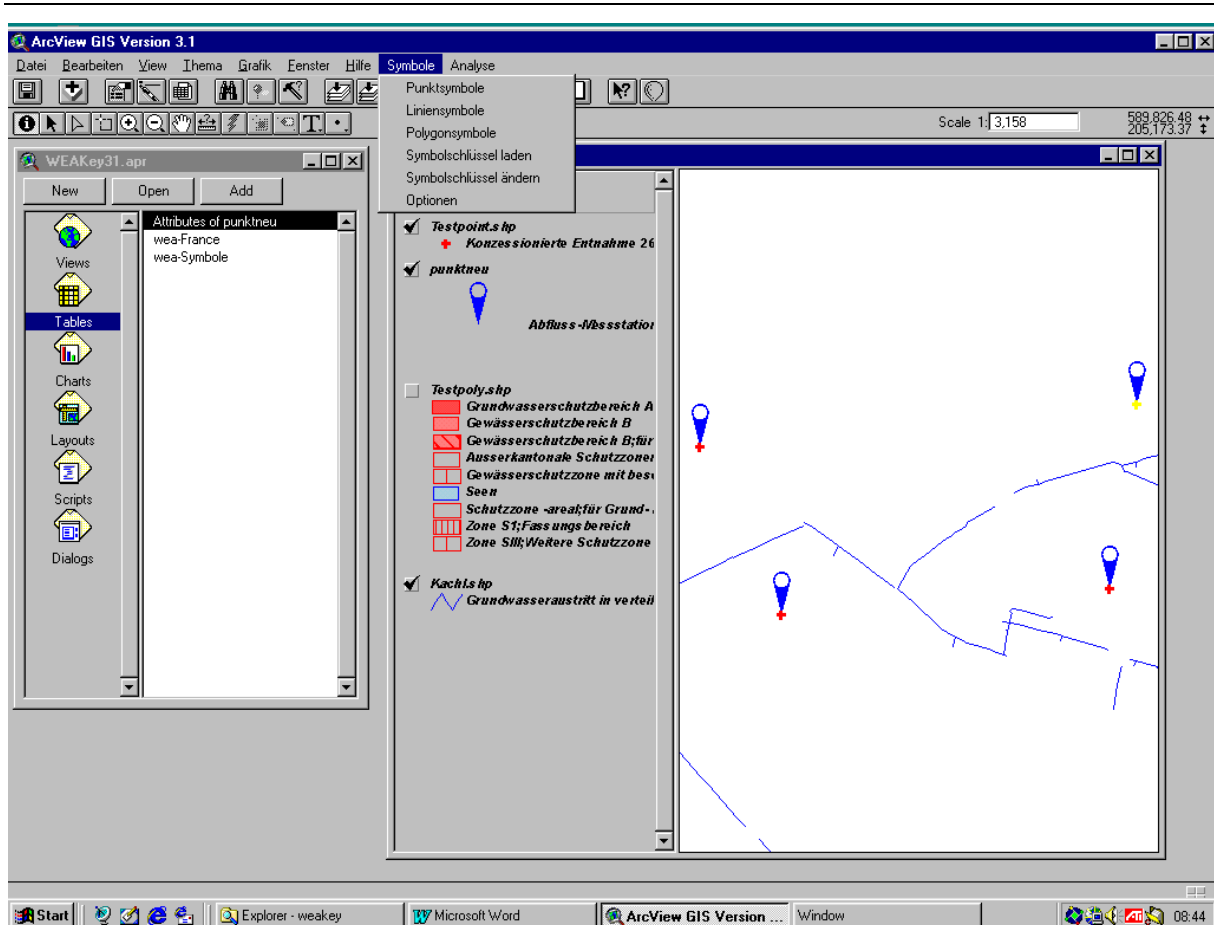 ArcView GIS Version 3.1
Datei Bearbeiten View Thema Grafik Fenster Hilfe Symbole Analyse
Punktsymbole
Liniensymbole
Polygonsymbole
Symbolschlüssel laden
Symbolschlüssel ändern
Optionen
Scale 1: 3,158
589,826.48
205,173.37
WEAKey31.apr
New Open Add
Views
Tables
Charts
Layouts
Scripts
Dialogs
Attributes of punktneu
wea-France
wea-Symbole
Testpoint.shp
Konzessionierte Entnahme 26
punktneu
Abfluss-Messstation
Testpoly.shp
Grundwasserschutzbereich A
Gewässerschutzbereich B
Gewässerschutzbereich B;für
Ausserkantonale Schutzzonen
Gewässerschutzzone mit besv
Seen
Schutzzone -areal;für Grund-
Zone S1;Fassungsbereich
Zone SIII;Weitere Schutzzone
Kachl.shp
Grundwasseraustritt in verteil
Start Explorer - weakey Microsoft Word ArcView GIS Version ... Window 08:44